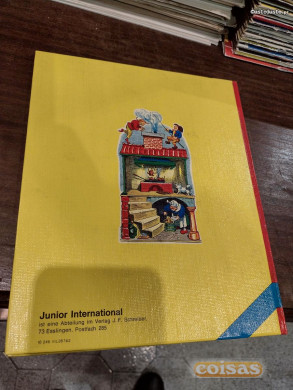 Junior International
ist eine Abteilung im Verlag J. F. Schreiber,
73 Esslingen, Postfach 285
coisas